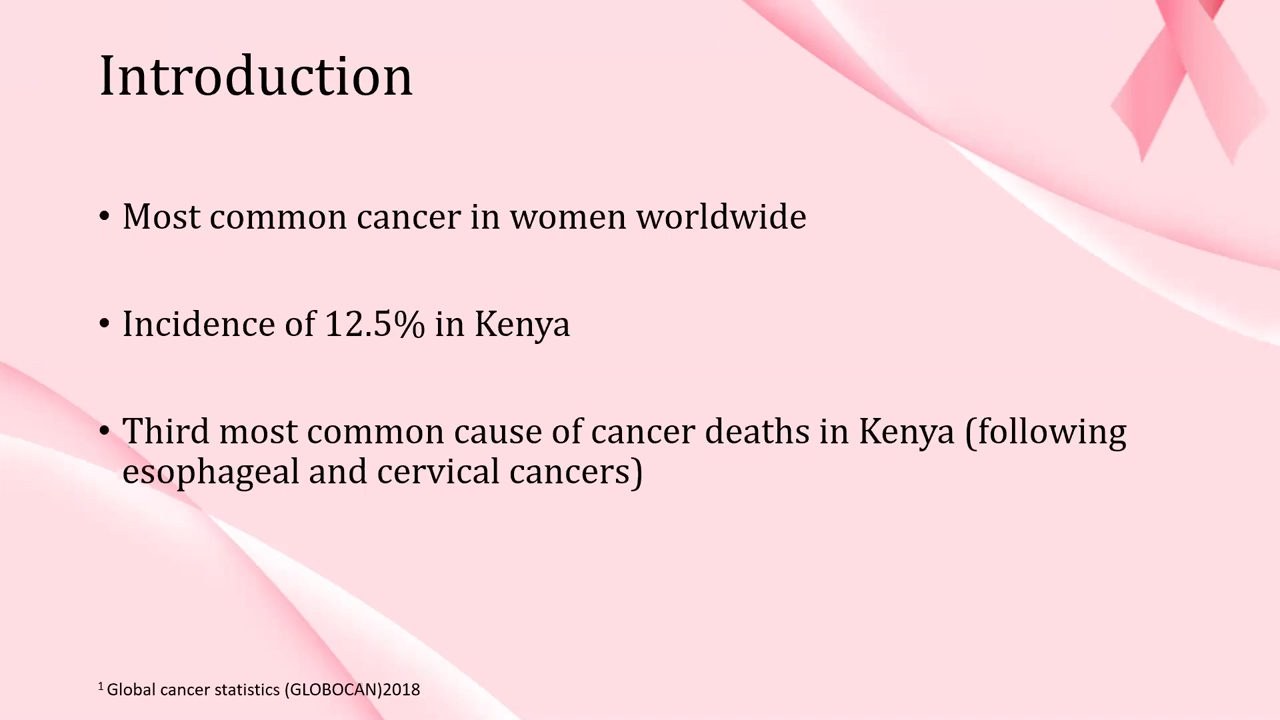 Introduction
• Most common cancer in women worldwide
• Incidence of 12.5% in Kenya
• Third most common cause of cancer deaths in Kenya (following
esophageal and cervical cancers)
¹ Global cancer statistics (GLOBOCAN)2018